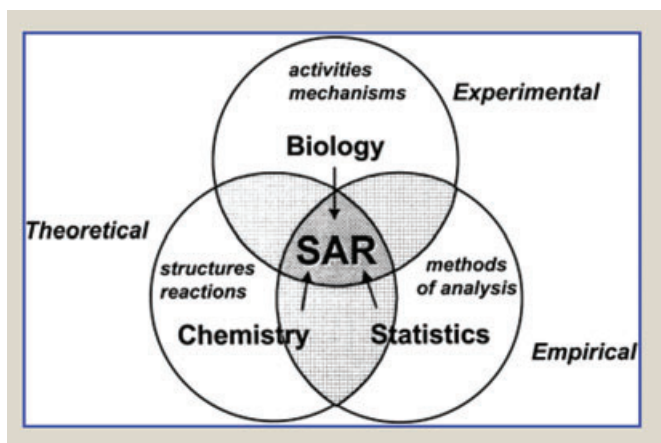 activities
mechanisms
Experimental
Biology
Theoretical
SAR
structures
reactions
methods
of analysis
Chemistry
Statistics
Empirical